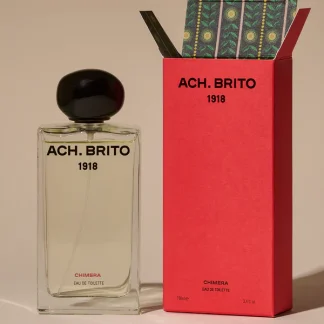 ACH. BRITO
1918
CHIMERA
EAU DE TOILETTE
ACH. BRITO
1918
CHIMERA
EAU DE TOILETTE